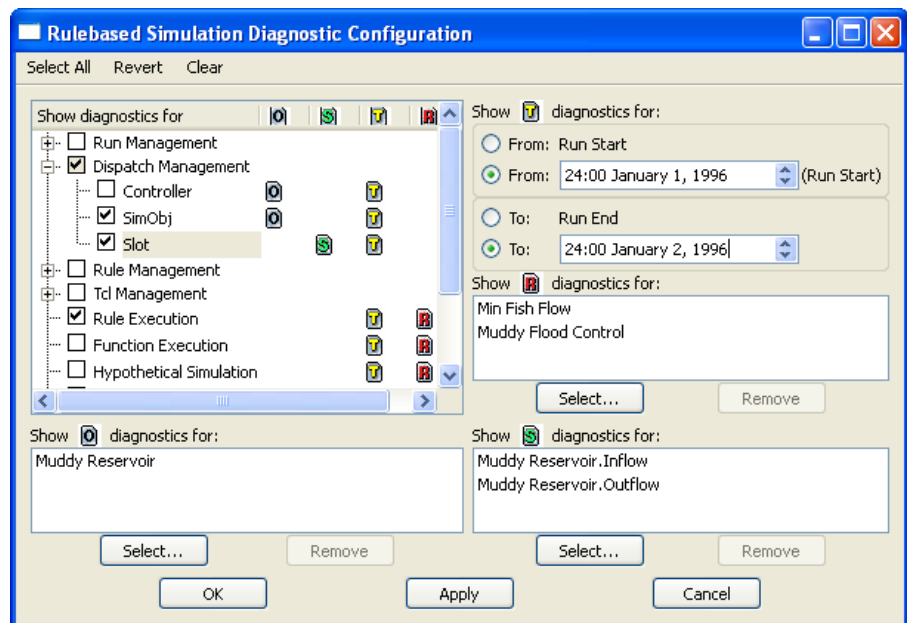 Rulebased Simulation Diagnostic Configuration
Select All Revert Clear
Show diagnostics for O S T R
Run Management
Dispatch Management
Controller O T
SimObj O T
Slot S T
Rule Management
Tcl Management
Rule Execution T R
Function Execution T R
Hypothetical Simulation T R
Show T diagnostics for:
From: Run Start
From: 24:00 January 1, 1996 (Run Start)
To: Run End
To: 24:00 January 2, 1996
Show R diagnostics for:
Min Fish Flow
Muddy Flood Control
Select... Remove
Show O diagnostics for:
Muddy Reservoir
Select... Remove
Show S diagnostics for:
Muddy Reservoir.Inflow
Muddy Reservoir.Outflow
Select... Remove
OK Apply Cancel